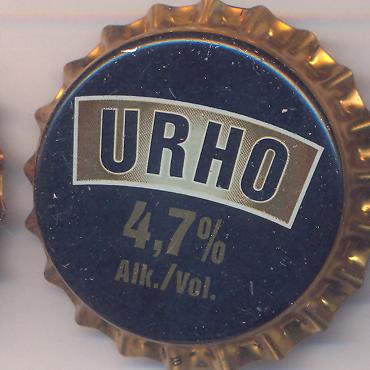 URHO
4,7%
Alk./Vol.